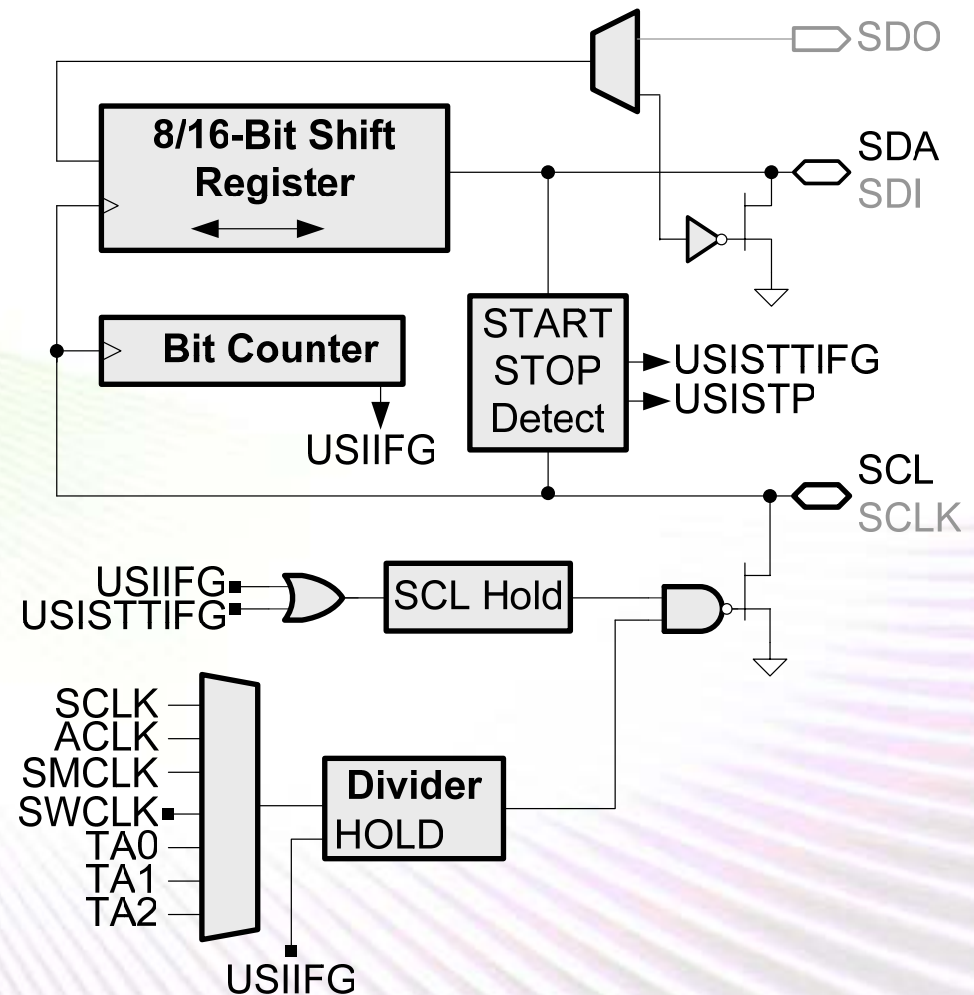 SDO
8/16-Bit Shift
Register
SDA
SDI
START
STOP
Detect
USISTTIFG
USISTP
Bit Counter
USIIFG
SCL
SCLK
USIIFG
USISTTIFG
SCL Hold
SCLK
ACLK
SMCLK
SWCLK
TA0
TA1
TA2
Divider
HOLD
USIIFG